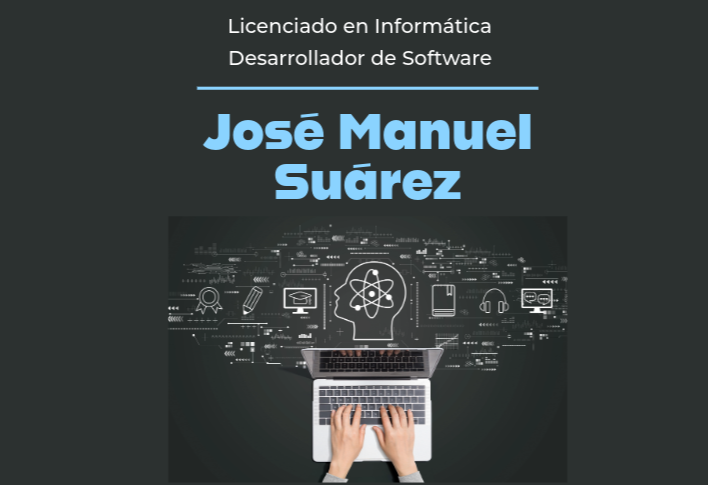 Licenciado en Informática
Desarrollador de Software
José Manuel
Suárez